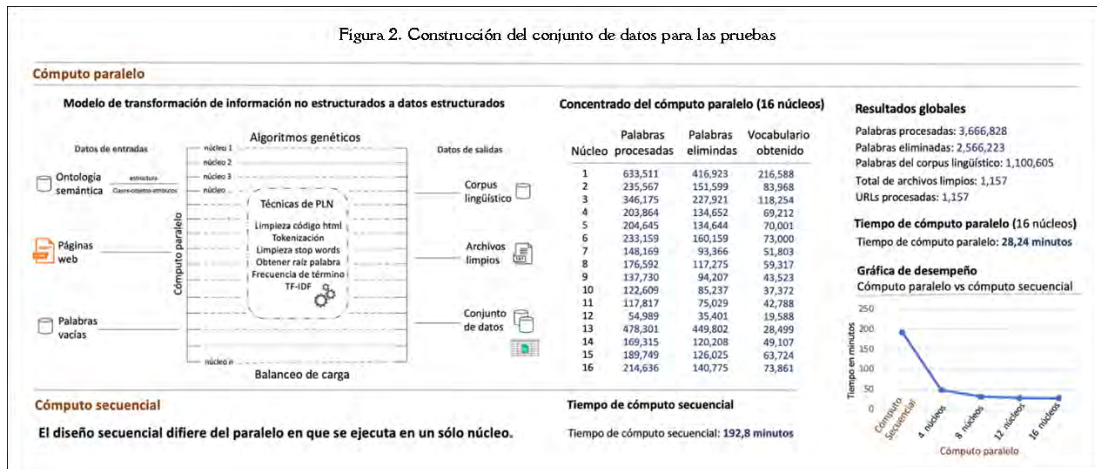 Figura 2. Construcción del conjunto de datos para las pruebas
Cómputo paralelo
Modelo de transformación de información no estructurados a datos estructurados
Datos de entradas
Algoritmos genéticos
Datos de salidas
núcleo 1
núcleo 2
núcleo 3
núcleo
Ontología
semántica
estructura
Clases-objetos-atributos
Páginas
web
Palabras
vacías
Cómputo paralelo
Técnicas de PLN
Limpieza código html
Tokenización
Limpieza stop words
Obtener raíz palabra
Frecuencia de término
TF-IDF
núcleo n
Balanceo de carga
Corpus
lingüístico
Archivos
limpios
Conjunto
de datos
Concentrado del cómputo paralelo (16 núcleos)
Núcleo Palabras procesadas Palabras elimindas Vocabulario obtenido
1 633,511 416,923 216,588
2 235,567 151,599 83,968
3 346,175 227,921 118,254
4 203,864 134,652 69,212
5 204,645 134,644 70,001
6 233,159 160,159 73,000
7 148,169 93,366 51,803
8 176,592 117,275 59,317
9 137,730 94,207 43,523
10 122,609 85,237 37,372
11 117,817 75,029 42,788
12 54,989 35,401 19,588
13 478,301 449,802 28,499
14 169,315 120,208 49,107
15 189,749 126,025 63,724
16 214,636 140,775 73,861
Resultados globales
Palabras procesadas: 3,666,828
Palabras eliminadas: 2,566,223
Palabras del corpus lingüístico: 1,100,605
Total de archivos limpios: 1,157
URLs procesadas: 1,157
Tiempo de cómputo paralelo (16 núcleos)
Tiempo de cómputo paralelo: 28,24 minutos
Gráfica de desempeño
Cómputo paralelo vs cómputo secuencial
Tiempo en minutos
250
200
150
100
50
0
Cómputo
Secuencial
4 núcleos
8 núcleos
12 núcleos
16 núcleos
Cómputo paralelo
Cómputo secuencial
El diseño secuencial difiere del paralelo en que se ejecuta en un sólo núcleo.
Tiempo de cómputo secuencial
Tiempo de cómputo secuencial: 192,8 minutos